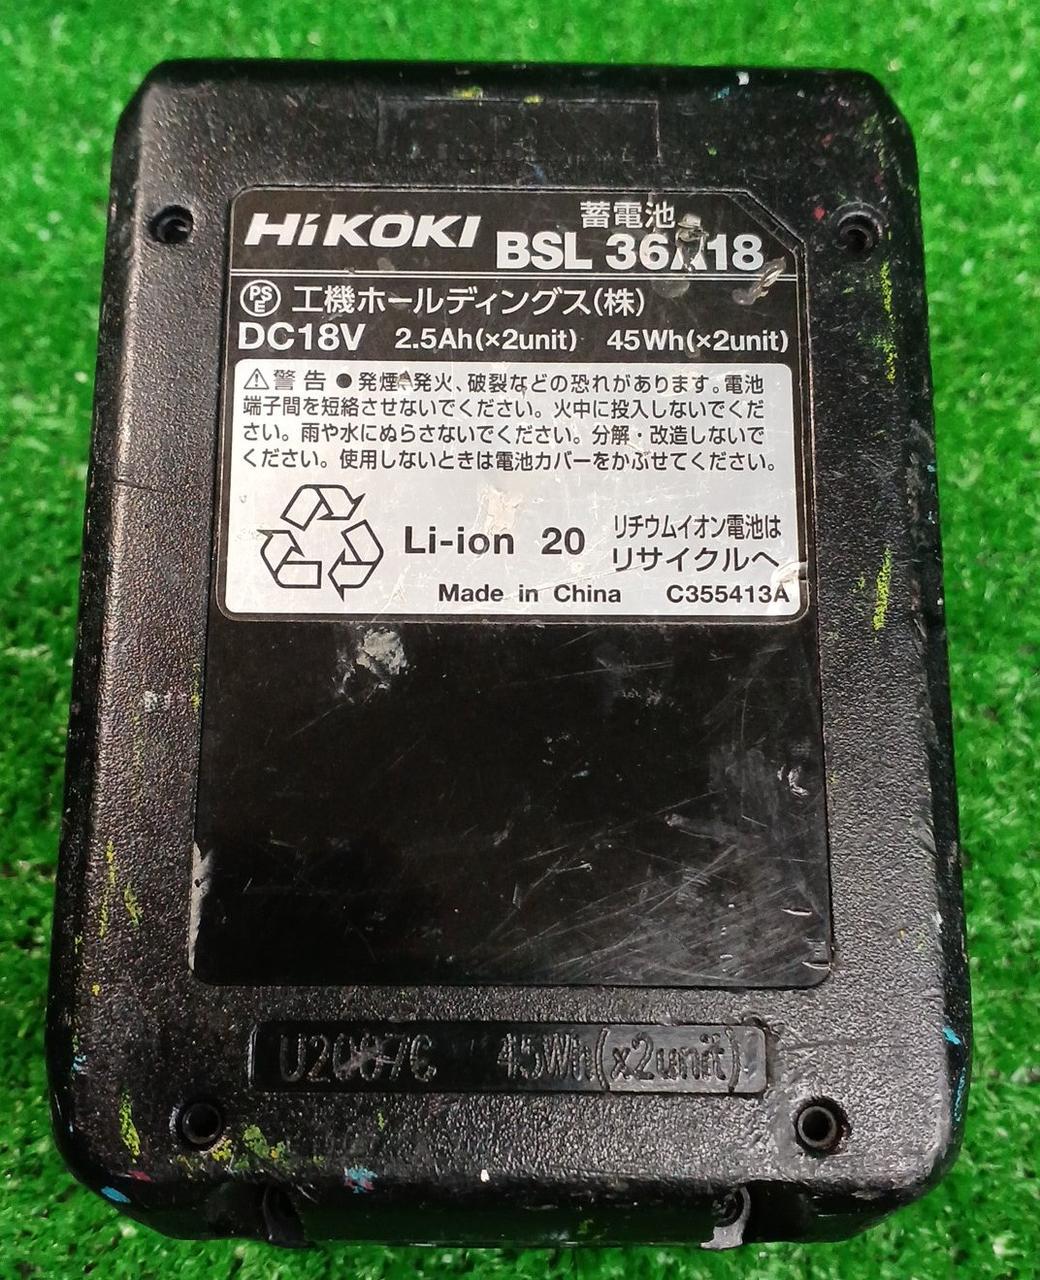 HiKOKI
蓄電池
BSL 36A18
PSE 工機ホールディングス(株)
DC18V 2.5Ah(×2unit) 45Wh(×2unit)
⚠警告 ●発煙、発火、破裂などの恐れがあります。電池
端子間を短絡させないでください。火中に投入しないでくだ
さい。雨や水にぬらさないでください。分解・改造しないで
ください。使用しないときは電池カバーをかぶせてください。
Li-ion 20 リチウムイオン電池は
リサイクルへ
Made in China C355413A
45Wh(x2unit)